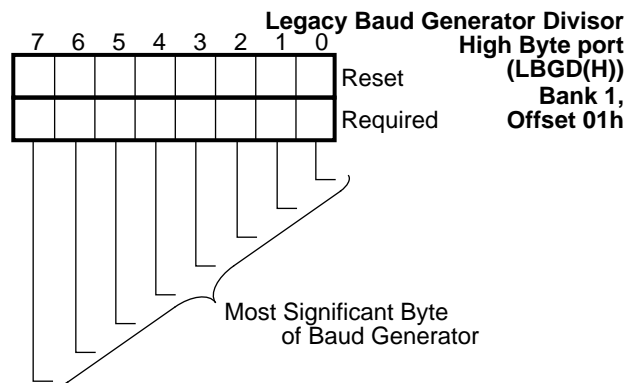 Legacy Baud Generator Divisor
High Byte port
(LBGD(H))
Bank 1,
Offset 01h
7 6 5 4 3 2 1 0
Reset
Required
Most Significant Byte
of Baud Generator